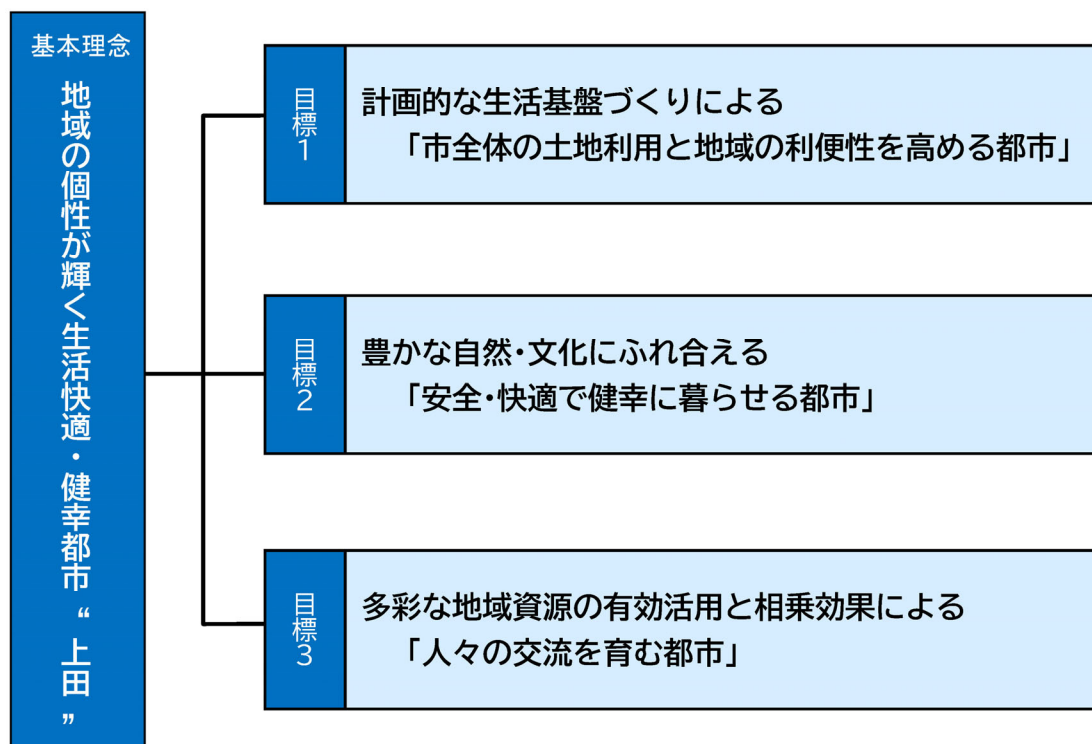 基本理念
地域の個性が輝く生活快適・健幸都市“上田”
目標1
計画的な生活基盤づくりによる
「市全体の土地利用と地域の利便性を高める都市」
目標2
豊かな自然・文化にふれ合える
「安全・快適で健幸に暮らせる都市」
目標3
多彩な地域資源の有効活用と相乗効果による
「人々の交流を育む都市」